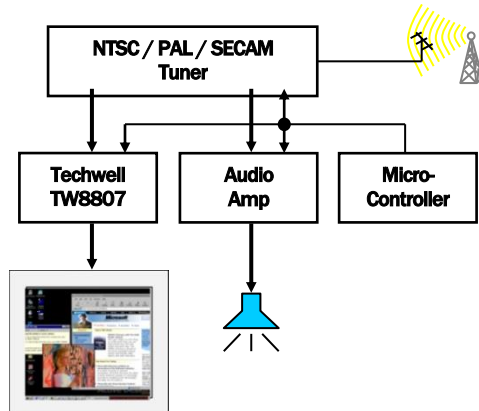 NTSC / PAL / SECAM
Tuner
Techwell
TW8807
Audio
Amp
Micro-
Controller